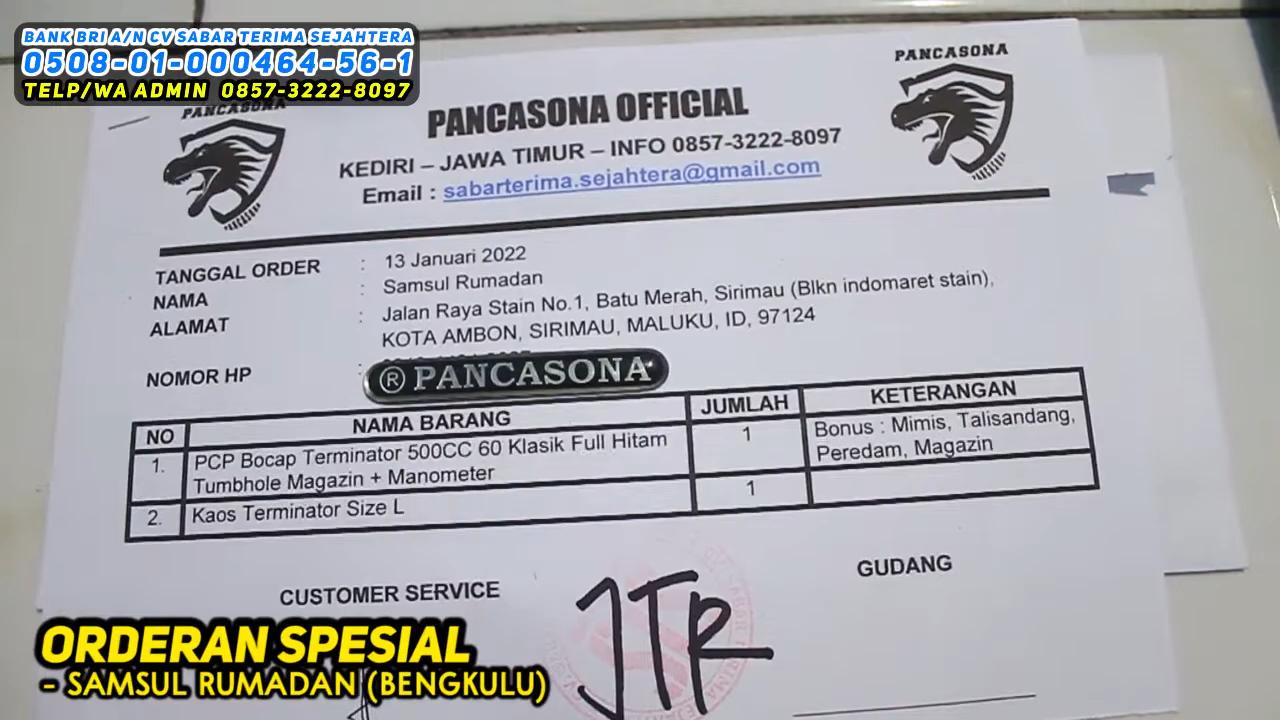 BANK BRI A/N CV SABAR TERIMA SEJAHTERA
0508-01-000464-56-1
TELP/WA ADMIN 0857-3222-8097
PANCASONA
PANCASONA
PANCASONA OFFICIAL
KEDIRI – JAWA TIMUR – INFO 0857-3222-8097
Email : sabarterima.sejahtera@gmail.com
TANGGAL ORDER : 13 Januari 2022
NAMA : Samsul Rumadan
ALAMAT : Jalan Raya Stain No.1, Batu Merah, Sirimau (Blkn indomaret stain),
KOTA AMBON, SIRIMAU, MALUKU, ID, 97124
NOMOR HP :
® PANCASONA
NO NAMA BARANG JUMLAH KETERANGAN
1. PCP Bocap Terminator 500CC 60 Klasik Full Hitam 1 Bonus : Mimis, Talisandang,
Tumbhole Magazin + Manometer Peredam, Magazin
2. Kaos Terminator Size L 1
CUSTOMER SERVICE GUDANG
JTR
ORDERAN SPESIAL
- SAMSUL RUMADAN (BENGKULU)